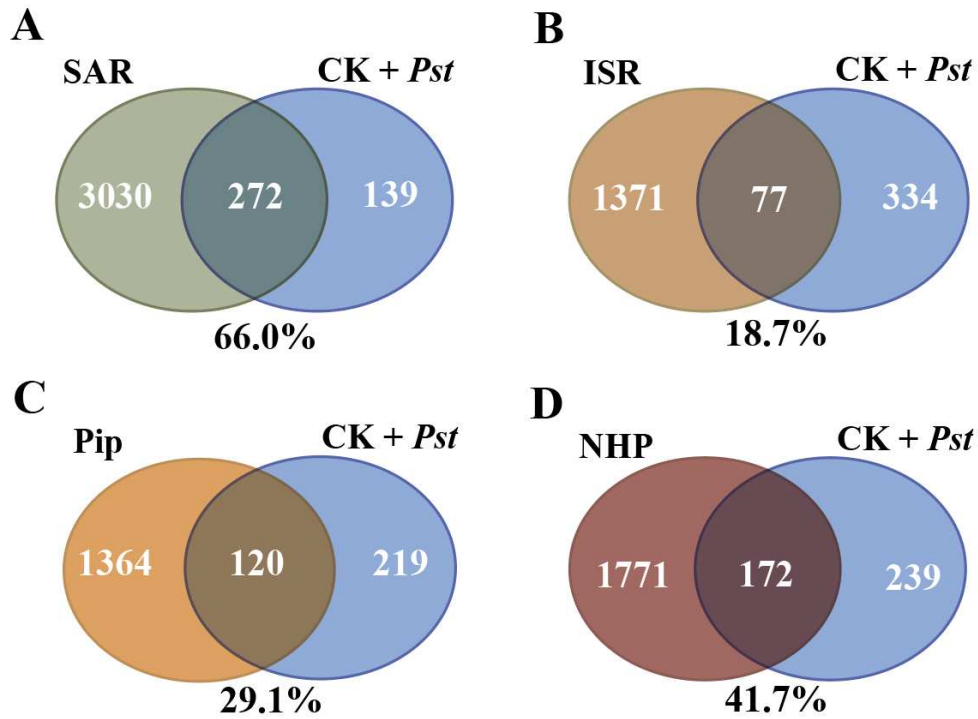 A
SAR
CK + Pst
3030
272
139
66.0%
B
ISR
CK + Pst
1371
77
334
18.7%
C
Pip
CK + Pst
1364
120
219
29.1%
D
NHP
CK + Pst
1771
172
239
41.7%